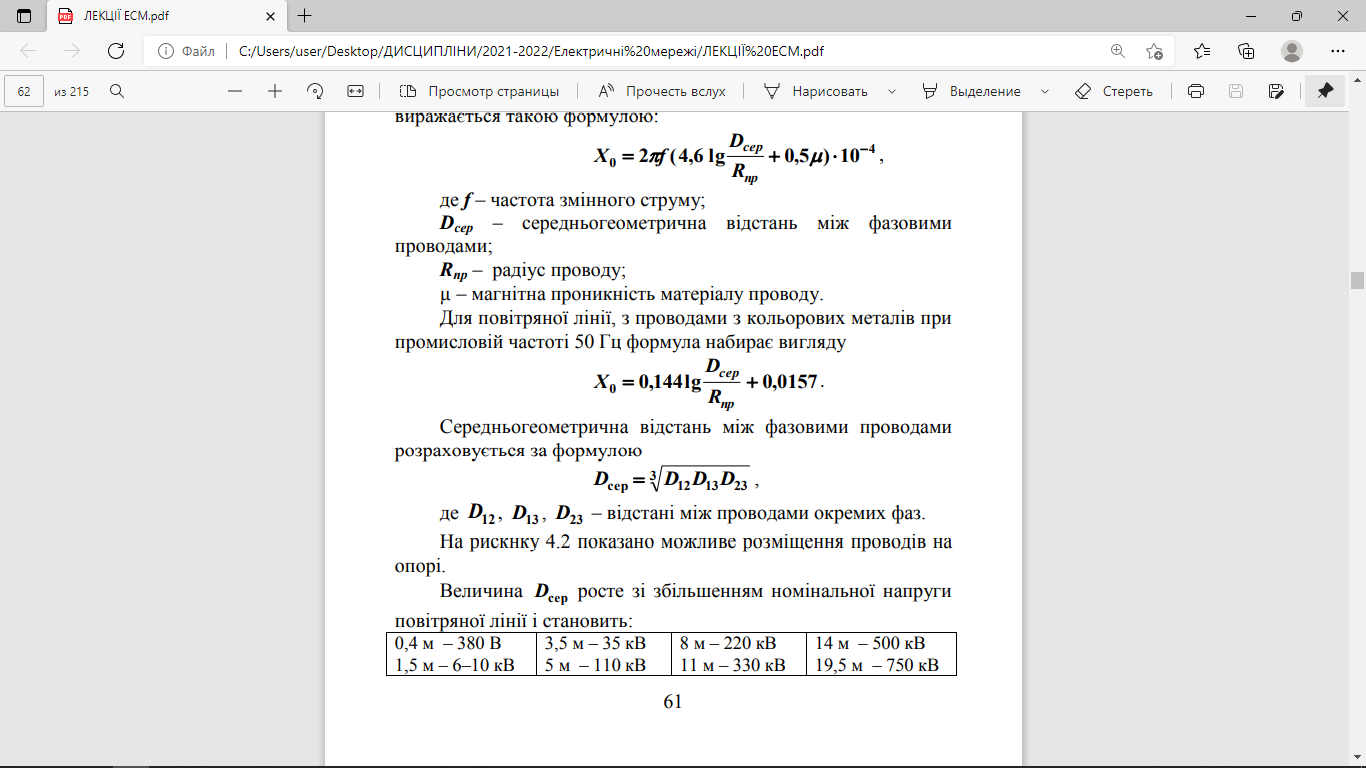 ЛЕКЦІЇ ЕСМ.pdf
Файл C:/Users/user/Desktop/ДИСЦИПЛІНИ/2021-2022/Електричні%20мережі/ЛЕКЦІЇ%20ЕСМ.pdf
62 из 215 Просмотр страницы Прочесть вслух Нарисовать Выделение Стереть
виражається такою формулою:
X₀ = 2πf (4,6 lg D_сер/R_пр + 0,5μ)·10⁻⁴ ,
де f – частота змінного струму;
D_сер – середньогеометрична відстань між фазовими
проводами;
R_пр – радіус проводу;
μ – магнітна проникність матеріалу проводу.
Для повітряної лінії, з проводами з кольорових металів при
промисловій частоті 50 Гц формула набирає вигляду
X₀ = 0,144 lg D_сер/R_пр + 0,0157 .
Середньогеометрична відстань між фазовими проводами
розраховується за формулою
D_сер = ∛(D₁₂D₁₃D₂₃) ,
де D₁₂ , D₁₃ , D₂₃ – відстані між проводами окремих фаз.
На рискнку 4.2 показано можливе розміщення проводів на
опорі.
Величина D_сер росте зі збільшенням номінальної напруги
повітряної лінії і становить:
0,4 м – 380 В 3,5 м – 35 кВ 8 м – 220 кВ 14 м – 500 кВ
1,5 м – 6–10 кВ 5 м – 110 кВ 11 м – 330 кВ 19,5 м – 750 кВ
61